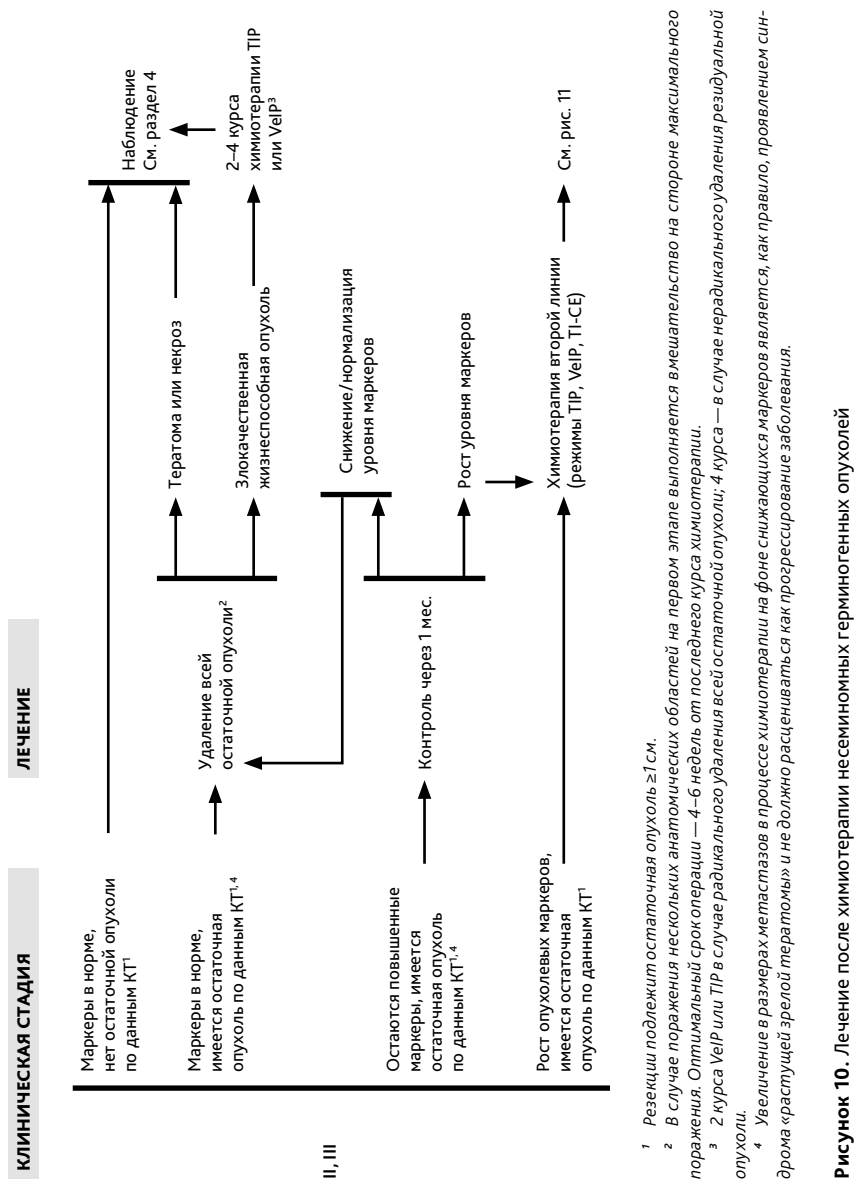 КЛИНИЧЕСКАЯ СТАДИЯ
ЛЕЧЕНИЕ
II, III
Маркеры в норме,
нет остаточной опухоли
по данным КТ¹
Наблюдение
См. раздел 4
Маркеры в норме,
имеется остаточная
опухоль по данным КТ¹,⁴
Удаление всей
остаточной опухоли²
Тератома или некроз
Злокачественная
жизнеспособная опухоль
2–4 курса
химиотерапии TIP
или VeIP³
Остаются повышенные
маркеры, имеется
остаточная опухоль
по данным КТ¹,⁴
Контроль через 1 мес.
Снижение/нормализация
уровня маркеров
Рост уровня маркеров
Рост опухолевых маркеров,
имеется остаточная
опухоль по данным КТ¹
Химиотерапия второй линии
(режимы TIP, VeIP, TI-CE)
См. рис. 11
¹ Резекции подлежит остаточная опухоль ≥1 см.
² В случае поражения нескольких анатомических областей на первом этапе выполняется вмешательство на стороне максимального
поражения. Оптимальный срок операции — 4–6 недель от последнего курса химиотерапии.
³ 2 курса VeIP или TIP в случае радикального удаления всей остаточной опухоли; 4 курса — в случае нерадикального удаления резидуальной
опухоли.
⁴ Увеличение в размерах метастазов в процессе химиотерапии на фоне снижающихся маркеров является, как правило, проявлением син-
дрома «растущей зрелой тератомы» и не должно расцениваться как прогрессирование заболевания.
Рисунок 10. Лечение после химиотерапии несеминомных герминогенных опухолей